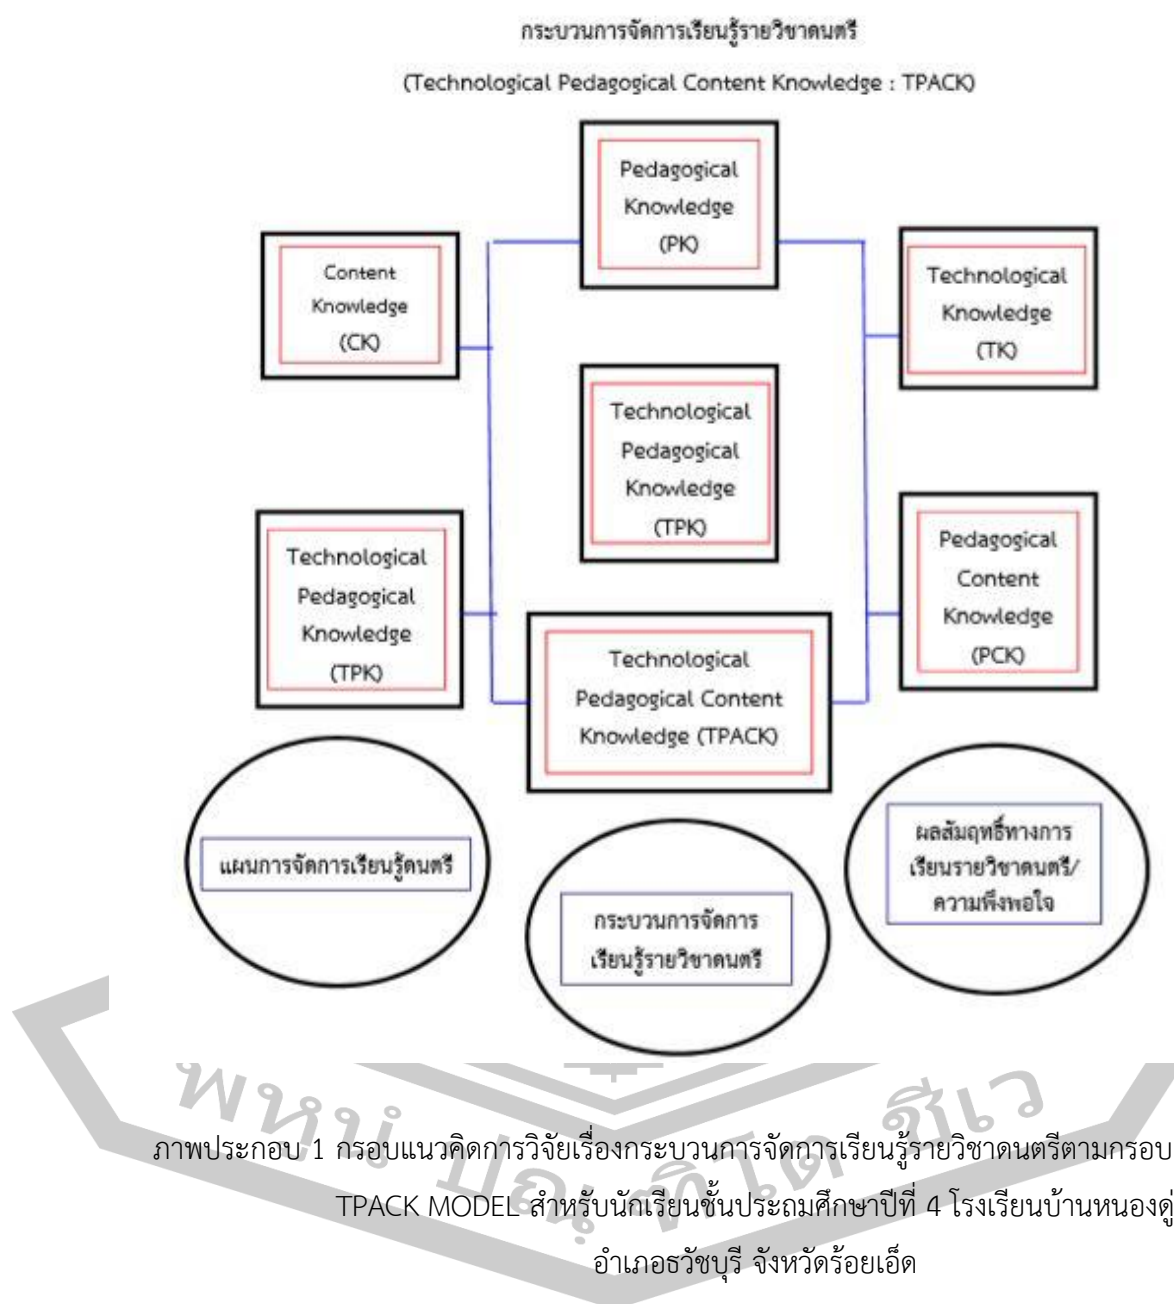 กระบวนการจัดการเรียนรู้รายวิชาดนตรี
(Technological Pedagogical Content Knowledge : TPACK)
Pedagogical
Knowledge
(PK)
Content
Knowledge
(CK)
Technological
Knowledge
(TK)
Technological
Pedagogical
Knowledge
(TPK)
Technological
Pedagogical
Knowledge
(TPK)
Pedagogical
Content
Knowledge
(PCK)
Technological
Pedagogical Content
Knowledge (TPACK)
แผนการจัดการเรียนรู้ดนตรี
กระบวนการจัดการ
เรียนรู้รายวิชาดนตรี
ผลสัมฤทธิ์ทางการ
เรียนรายวิชาดนตรี/
ความพึงพอใจ
พหุนํ ปณฺฑิโต ชีเว
ภาพประกอบ 1 กรอบแนวคิดการวิจัยเรื่องกระบวนการจัดการเรียนรู้รายวิชาดนตรีตามกรอบ
TPACK MODEL สำหรับนักเรียนชั้นประถมศึกษาปีที่ 4 โรงเรียนบ้านหนองดู่
อำเภอธวัชบุรี จังหวัดร้อยเอ็ด